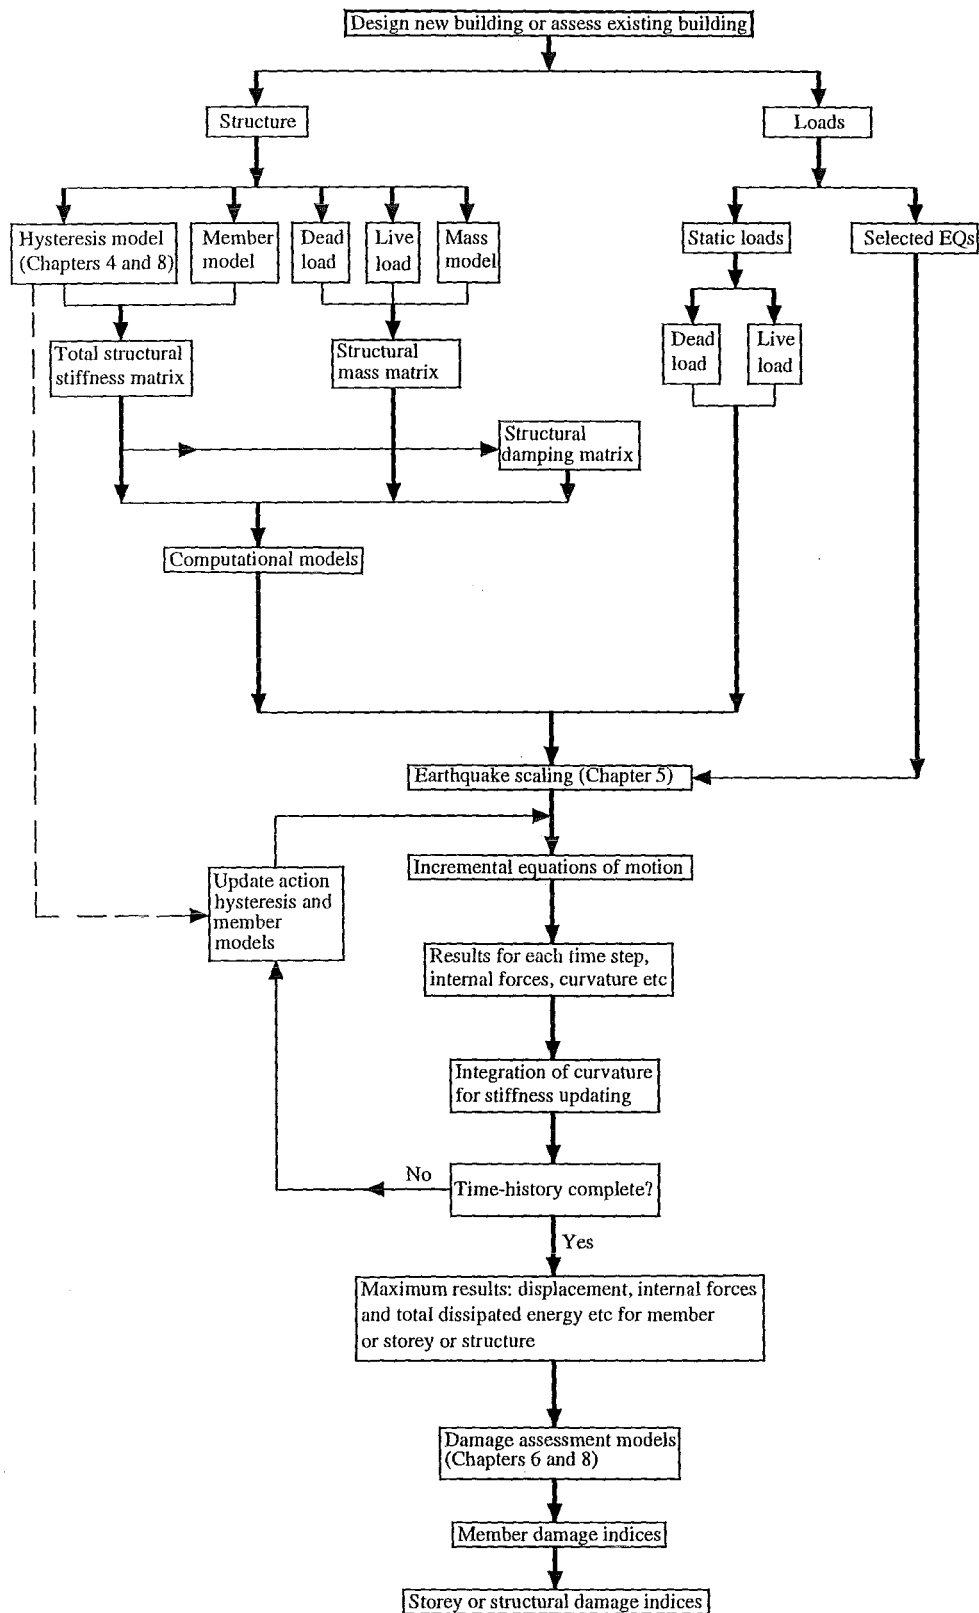 Design new building or assess existing building
Structure
Loads
Hysteresis model
(Chapters 4 and 8)
Member
model
Dead
load
Live
load
Mass
model
Static loads
Selected EQs
Total structural
stiffness matrix
Structural
mass matrix
Dead
load
Live
load
Structural
damping matrix
Computational models
Earthquake scaling (Chapter 5)
Incremental equations of motion
Update action
hysteresis and
member
models
Results for each time step,
internal forces, curvature etc
Integration of curvature
for stiffness updating
No
Time-history complete?
Yes
Maximum results: displacement, internal forces
and total dissipated energy etc for member
or storey or structure
Damage assessment models
(Chapters 6 and 8)
Member damage indices
Storey or structural damage indices